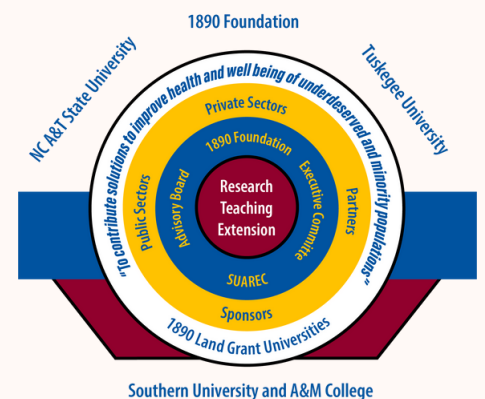 1890 Foundation
NC A&T State University
Tuskegee University
"To contribute solutions to improve health and well being of underdeserved and minority populations"
Private Sectors
1890 Foundation
Public Sectors
Advisory Board
Research
Teaching
Extension
Executive Committe
Partners
SUAREC
Sponsors
1890 Land Grant Universities
Southern University and A&M College